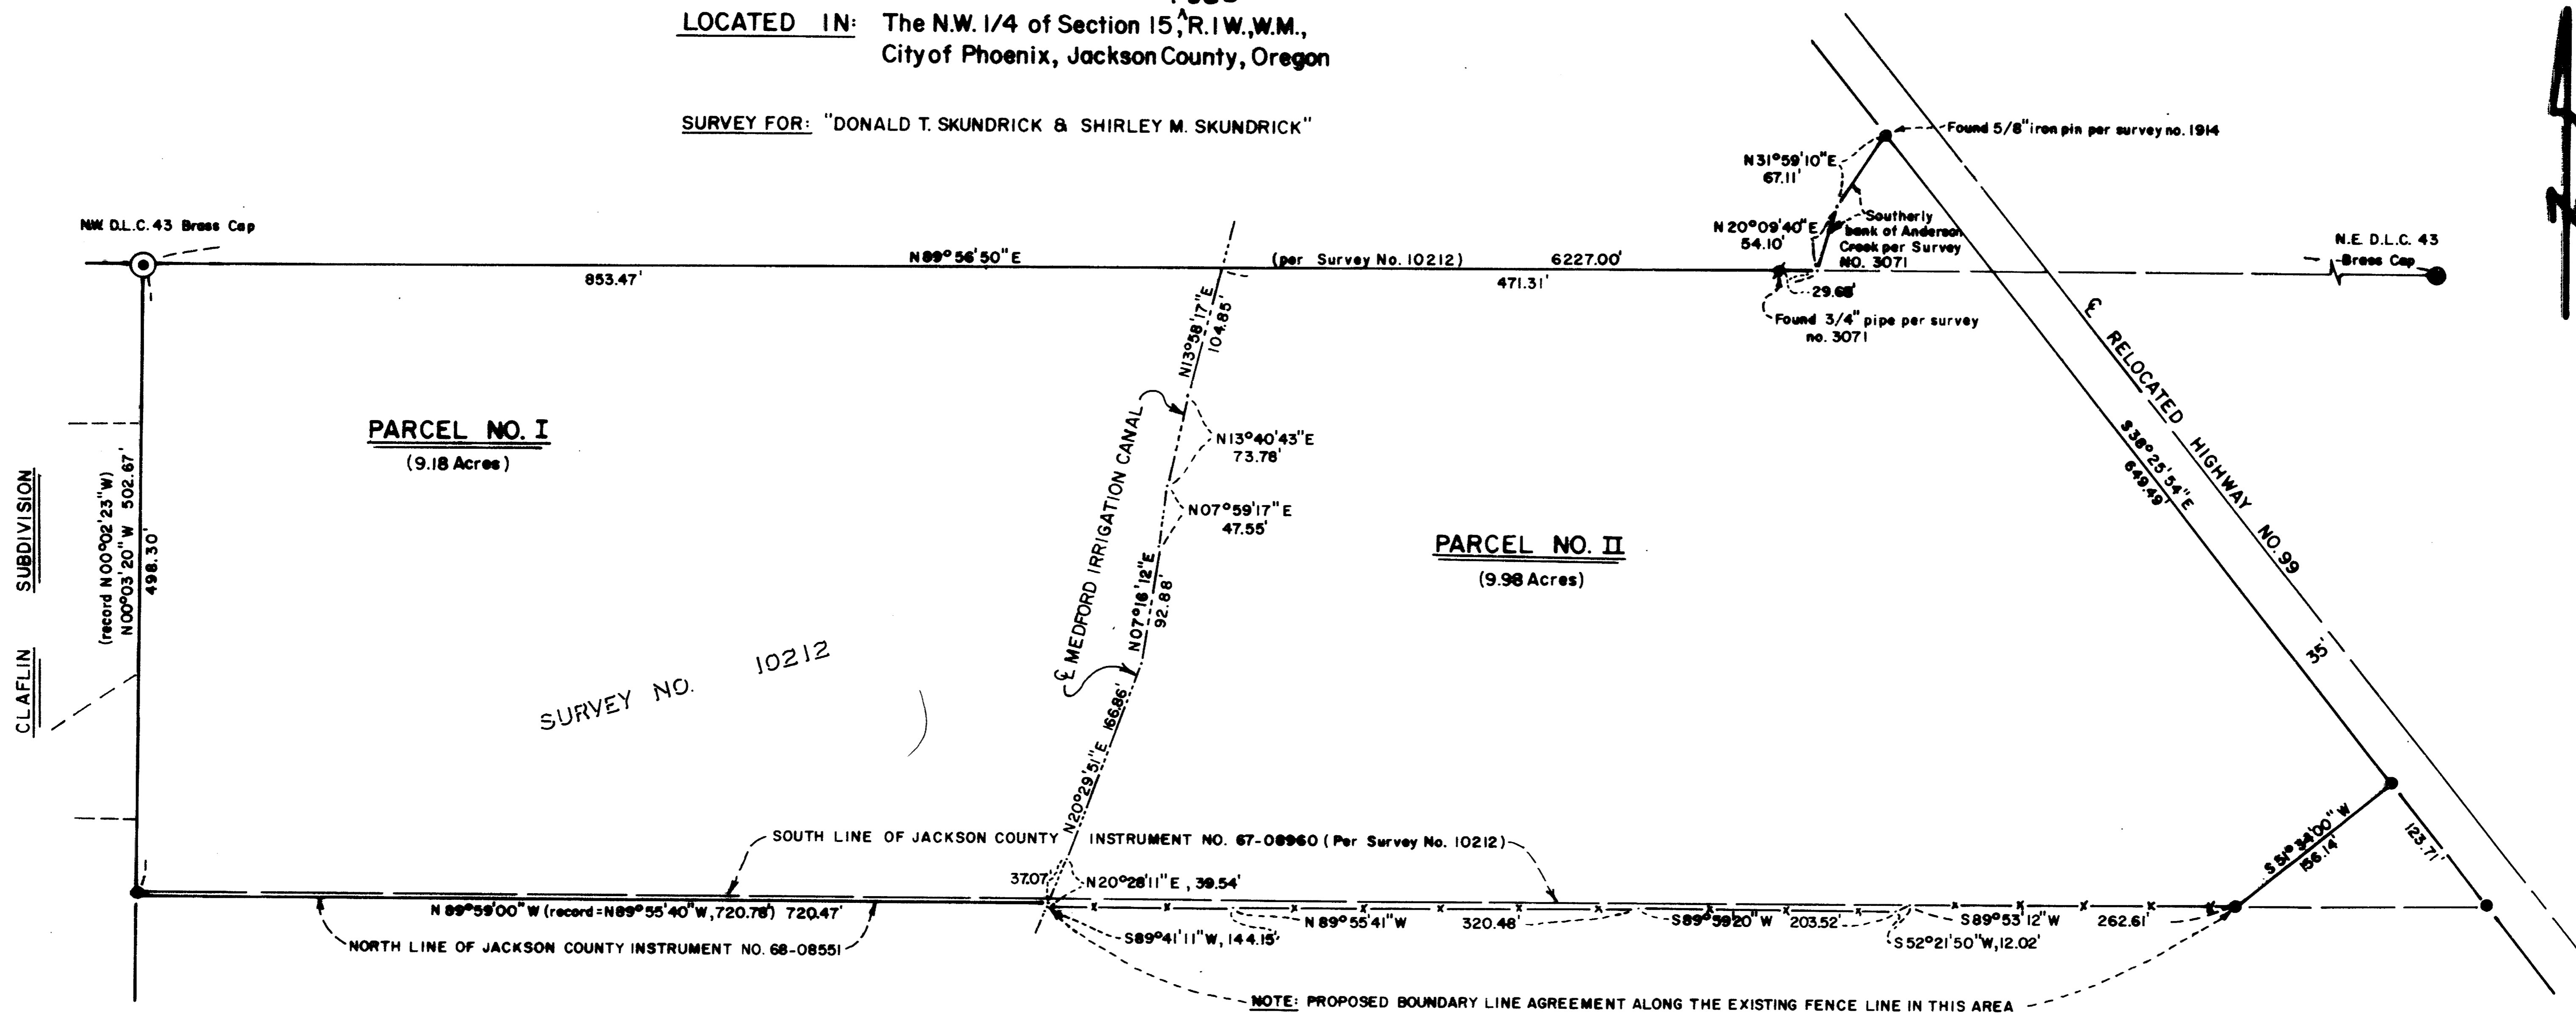 LOCATED IN: The N.W. 1/4 of Section 15, R.1W.,W.M.,
City of Phoenix, Jackson County, Oregon
SURVEY FOR: "DONALD T. SKUNDRICK & SHIRLEY M. SKUNDRICK"
Found 5/8" iron pin per survey no. 1914
N31°59'10"E
67.11'
N20°09'40"E
54.10'
Southerly
bank of Anderson
Creek per Survey
NO. 3071
29.68'
Found 3/4" pipe per survey
no. 3071
N.E. D.L.C. 43
Brass Cap
N
N.W. D.L.C. 43 Brass Cap
N89°56'50"E
(per Survey No. 10212)
6227.00'
853.47'
471.31'
N13°58'17"E
104.85'
PARCEL NO. I
(9.18 Acres)
N13°40'43"E
73.78'
N07°59'17"E
47.55'
N07°16'12"E
92.88'
℄ MEDFORD IRRIGATION CANAL
PARCEL NO. II
(9.98 Acres)
℄ RELOCATED HIGHWAY NO. 99
S38°25'54"E
649.49'
35'
CLAFLIN SUBDIVISION
(record N00°02'23"W)
N00°03'20"W 502.67'
498.30'
SURVEY NO. 10212
N20°29'51"E 166.86'
SOUTH LINE OF JACKSON COUNTY INSTRUMENT NO. 67-08960 (Per Survey No. 10212)
37.07'
N20°28'11"E, 39.54'
S51°34'00"W
156.14'
123.71'
N89°59'00"W (record=N89°55'40"W, 720.78') 720.47'
NORTH LINE OF JACKSON COUNTY INSTRUMENT NO. 68-08551
S89°41'11"W, 144.15'
N89°55'41"W 320.48'
S89°59'20"W 203.52'
S52°21'50"W, 12.02'
S89°53'12"W 262.61'
NOTE: PROPOSED BOUNDARY LINE AGREEMENT ALONG THE EXISTING FENCE LINE IN THIS AREA